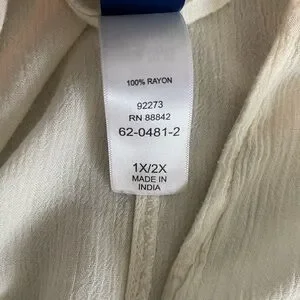 100% RAYON
92273
RN 88842
62-0481-2
1X/2X
MADE IN
INDIA